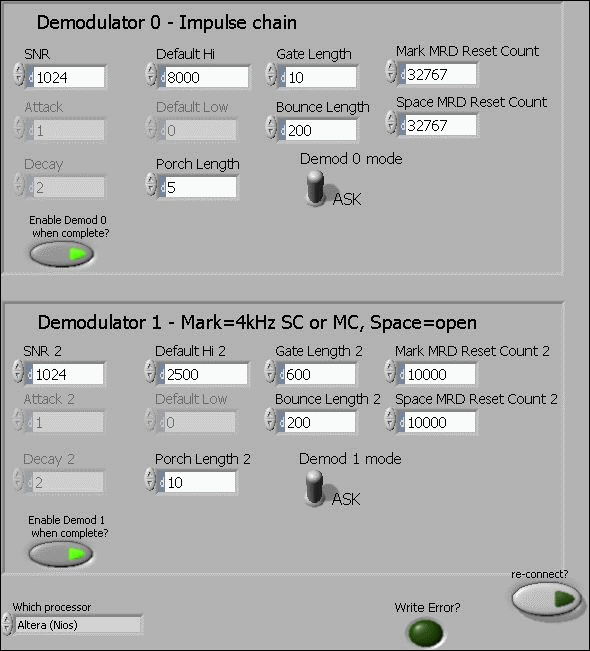 Demodulator 0 - Impulse chain
SNR Default Hi Gate Length Mark MRD Reset Count
d 1024 d 8000 d 10 d 32767
Attack Default Low Bounce Length Space MRD Reset Count
d 1 d 0 d 200 d 32767
Decay Porch Length Demod 0 mode
d 2 d 5 ASK
Enable Demod 0
when complete?
Demodulator 1 - Mark=4kHz SC or MC, Space=open
SNR 2 Default Hi 2 Gate Length 2 Mark MRD Reset Count 2
d 1024 d 2500 d 600 d 10000
Attack 2 Default Low Bounce Length 2 Space MRD Reset Count 2
d 1 d 0 d 200 d 10000
Decay 2 Porch Length 2 Demod 1 mode
d 2 d 10 ASK
Enable Demod 1
when complete?
re-connect?
Which processor Write Error?
Altera (Nios)